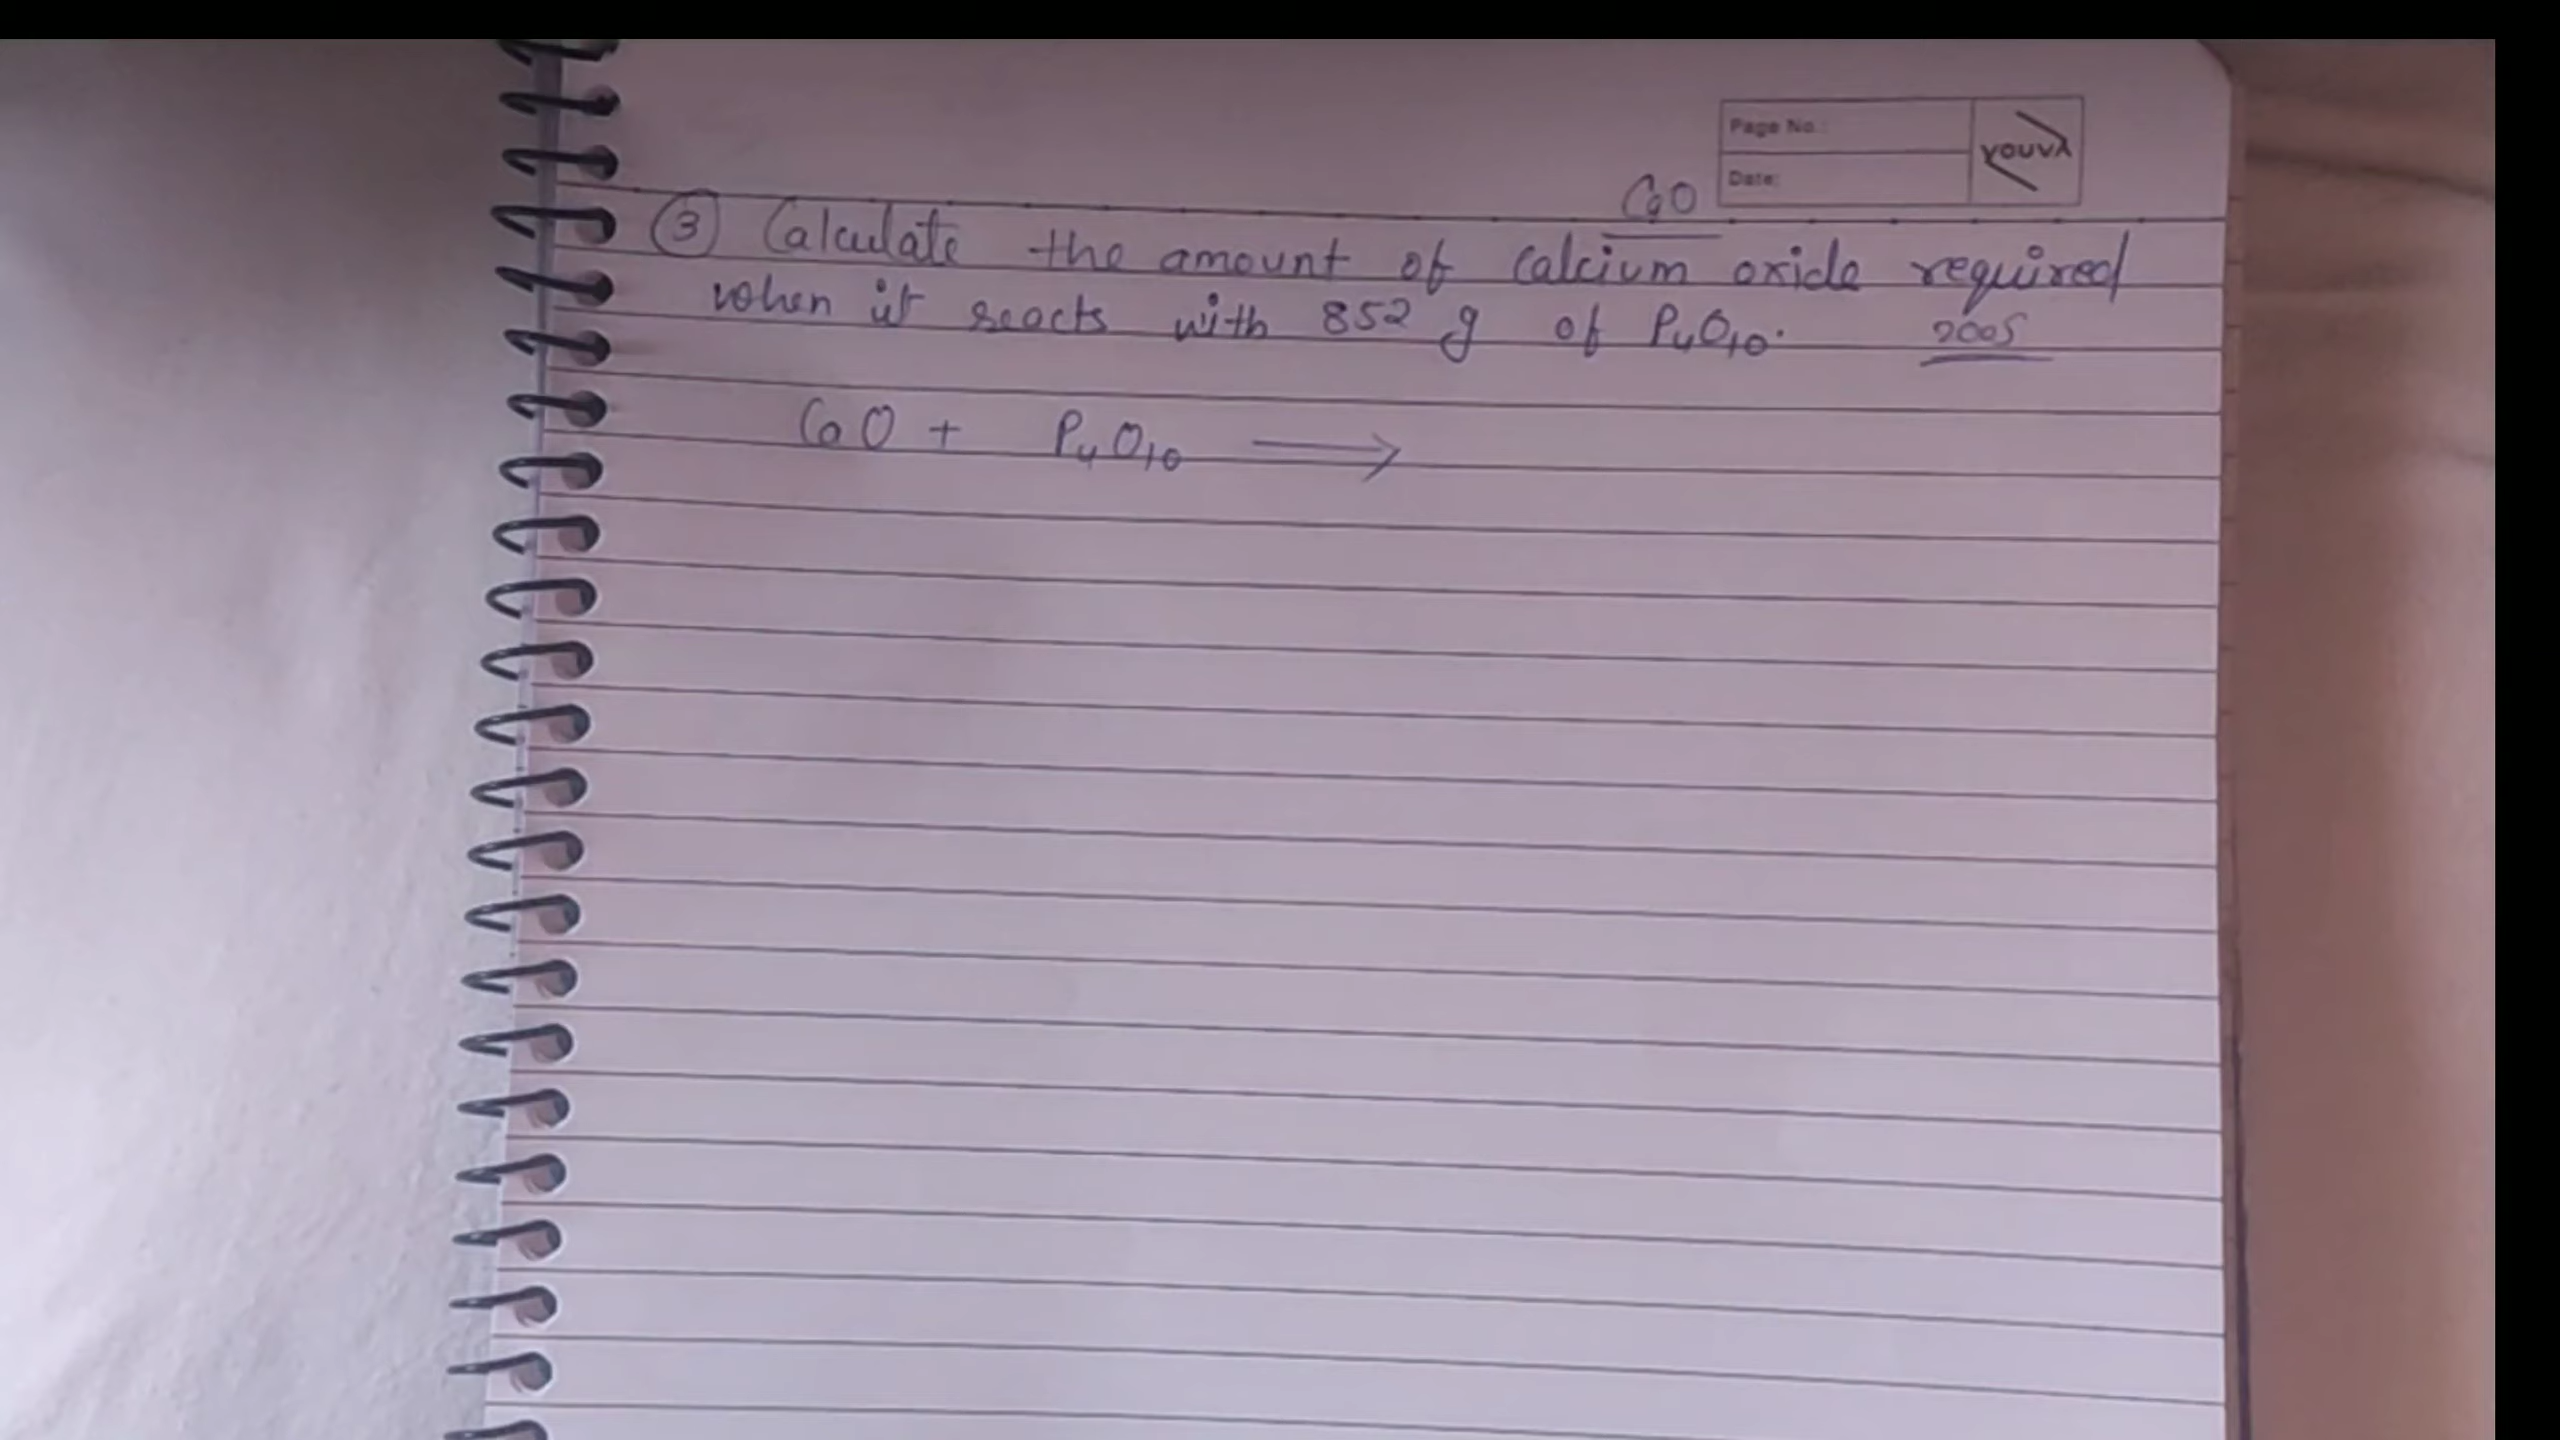 Page No.:
Date:
YOUVA
CaO
③ Calculate the amount of Calcium oxide required
when it reacts with 852 g of P₄O₁₀. 2005
CaO + P₄O₁₀ ⟹